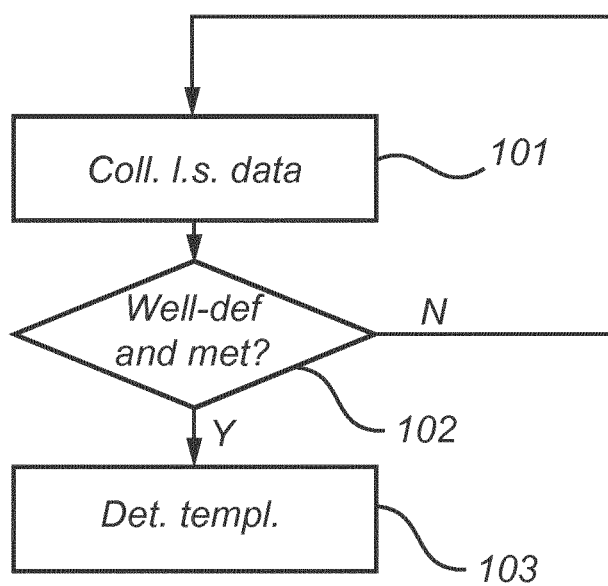 Coll. l.s. data
101
Well-def
and met?
N
102
Y
Det. templ.
103